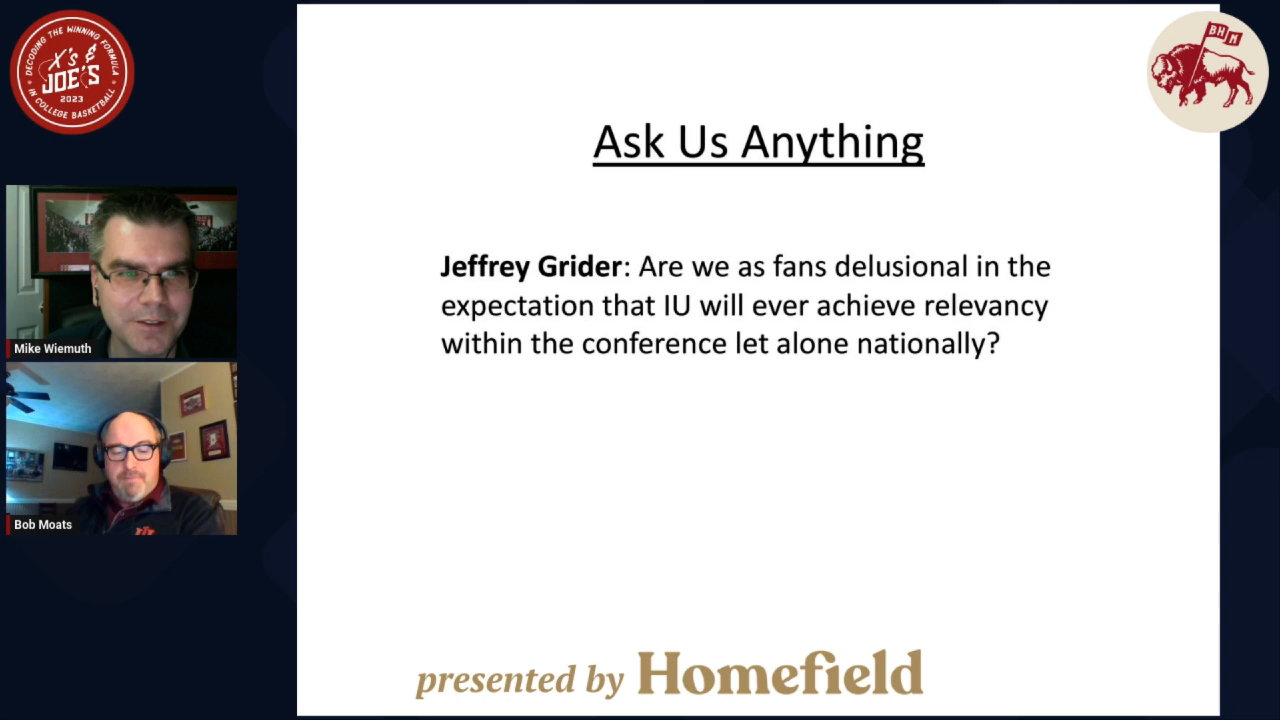 DECODING THE WINNING FORMULA
X's &
JOE'S
2023
IN COLLEGE BASKETBALL
BHM
Ask Us Anything
Jeffrey Grider: Are we as fans delusional in the
expectation that IU will ever achieve relevancy
within the conference let alone nationally?
Mike Wiemuth
Bob Moats
presented by Homefield